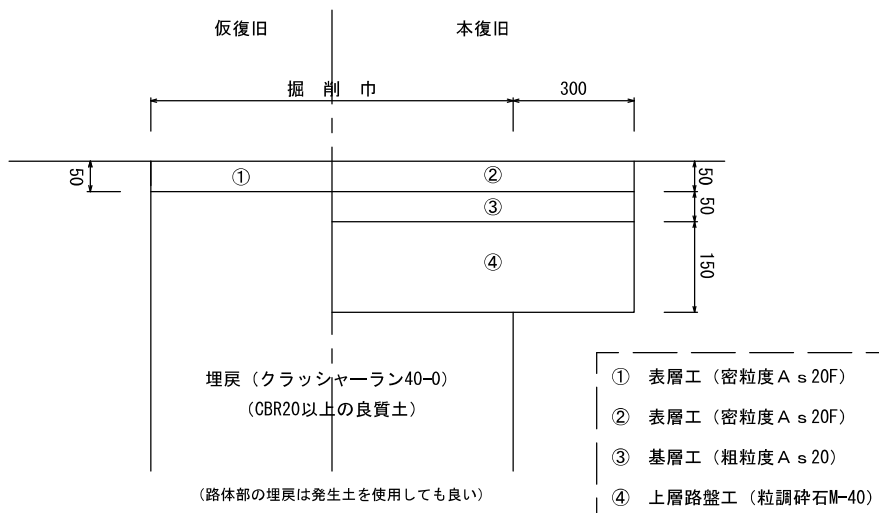 仮復旧 本復旧
掘 削 巾 300
50 ① ② 50
③ 50
④ 150
埋戻（クラッシャーラン40-0）
（CBR20以上の良質土）
（路体部の埋戻は発生土を使用しても良い）
① 表層工（密粒度Ａｓ20F）
② 表層工（密粒度Ａｓ20F）
③ 基層工（粗粒度Ａｓ20）
④ 上層路盤工（粒調砕石M-40）